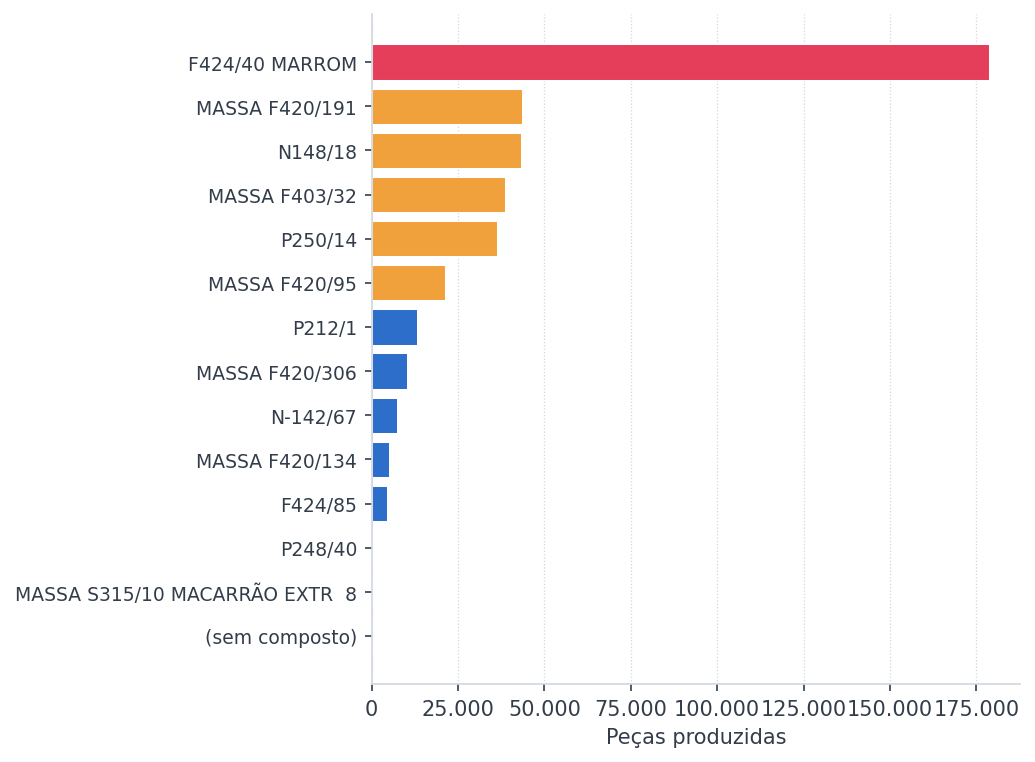 F424/40 MARROM
MASSA F420/191
N148/18
MASSA F403/32
P250/14
MASSA F420/95
P212/1
MASSA F420/306
N-142/67
MASSA F420/134
F424/85
P248/40
MASSA S315/10 MACARRÃO EXTR  8
(sem composto)
0 25.000 50.000 75.000 100.000 125.000 150.000 175.000
Peças produzidas